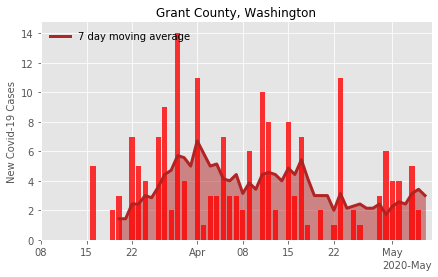 Grant County, Washington
7 day moving average
New Covid-19 Cases
14
12
10
8
6
4
2
0
08
15
22
Apr
08
15
22
May
2020-May